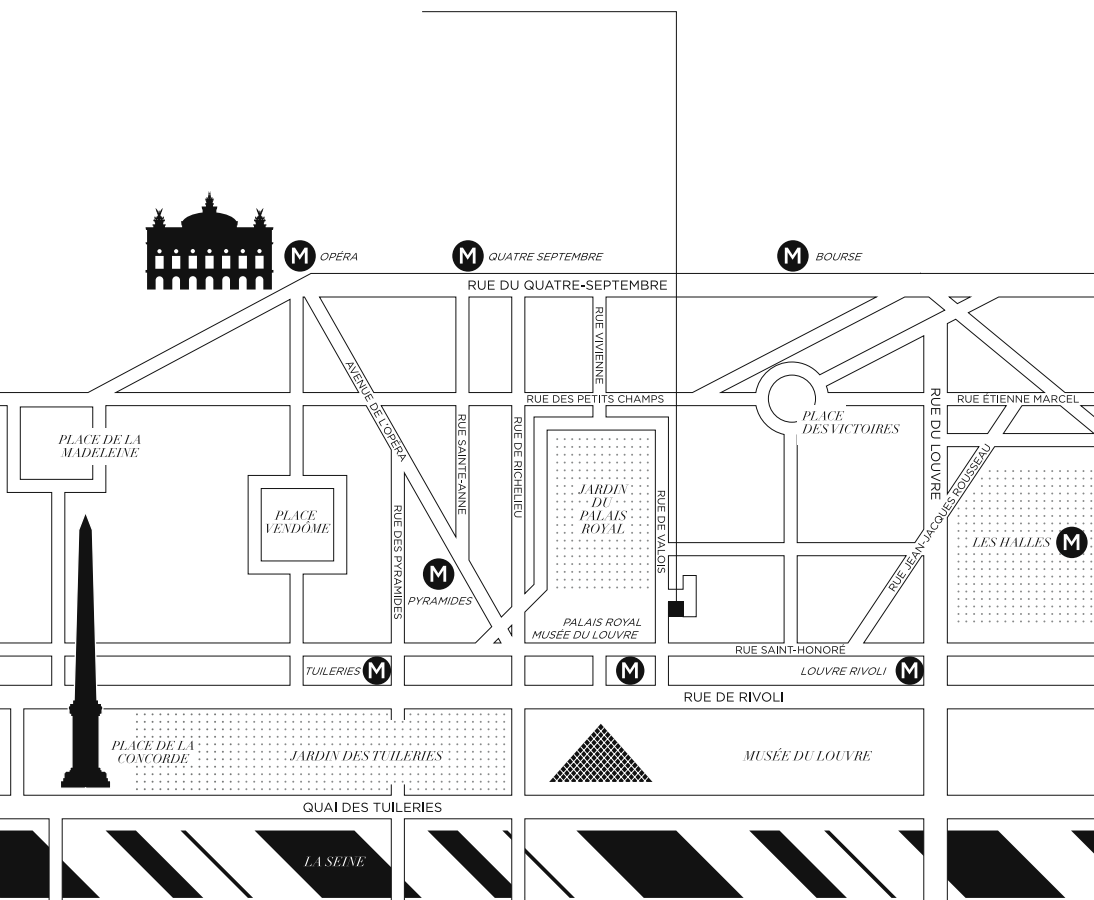 M OPÉRA
M QUATRE SEPTEMBRE
M BOURSE
RUE DU QUATRE-SEPTEMBRE
RUE VIVIENNE
AVENUE DE L'OPÉRA
RUE DES PETITS CHAMPS
RUE ÉTIENNE MARCEL
PLACE DE LA
MADELEINE
RUE SAINTE-ANNE
RUE DE RICHELIEU
PLACE
DES VICTOIRES
RUE DU LOUVRE
PLACE
VENDÔME
RUE DES PYRAMIDES
JARDIN
DU
PALAIS
ROYAL
RUE DE VALOIS
RUE JEAN-JACQUES ROUSSEAU
LES HALLES M
M
PYRAMIDES
PALAIS ROYAL
MUSÉE DU LOUVRE
M
RUE SAINT-HONORÉ
TUILERIES M
LOUVRE RIVOLI M
RUE DE RIVOLI
PLACE DE LA
CONCORDE
JARDIN DES TUILERIES
MUSÉE DU LOUVRE
QUAI DES TUILERIES
LA SEINE